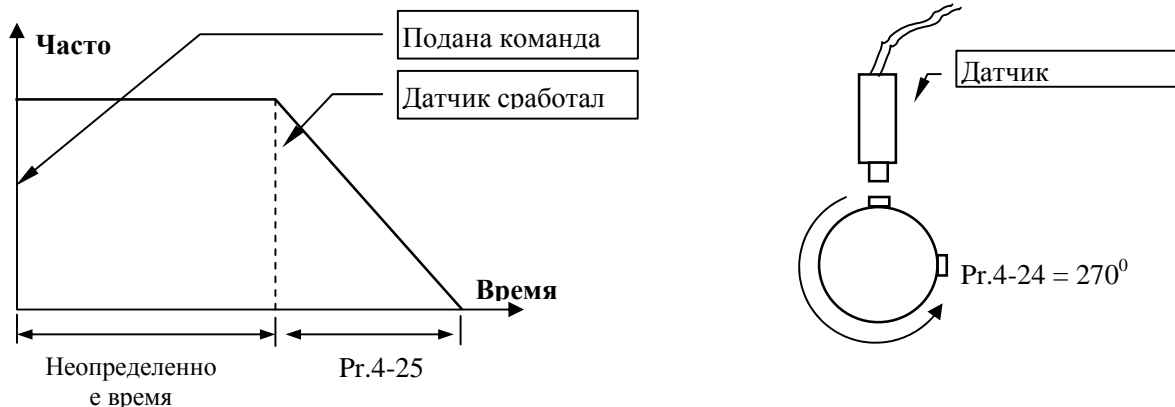 Часто
Подана команда
Датчик сработал
Время
Неопределенно
е время
Pr.4-25
Датчик
Pr.4-24 = 270⁰